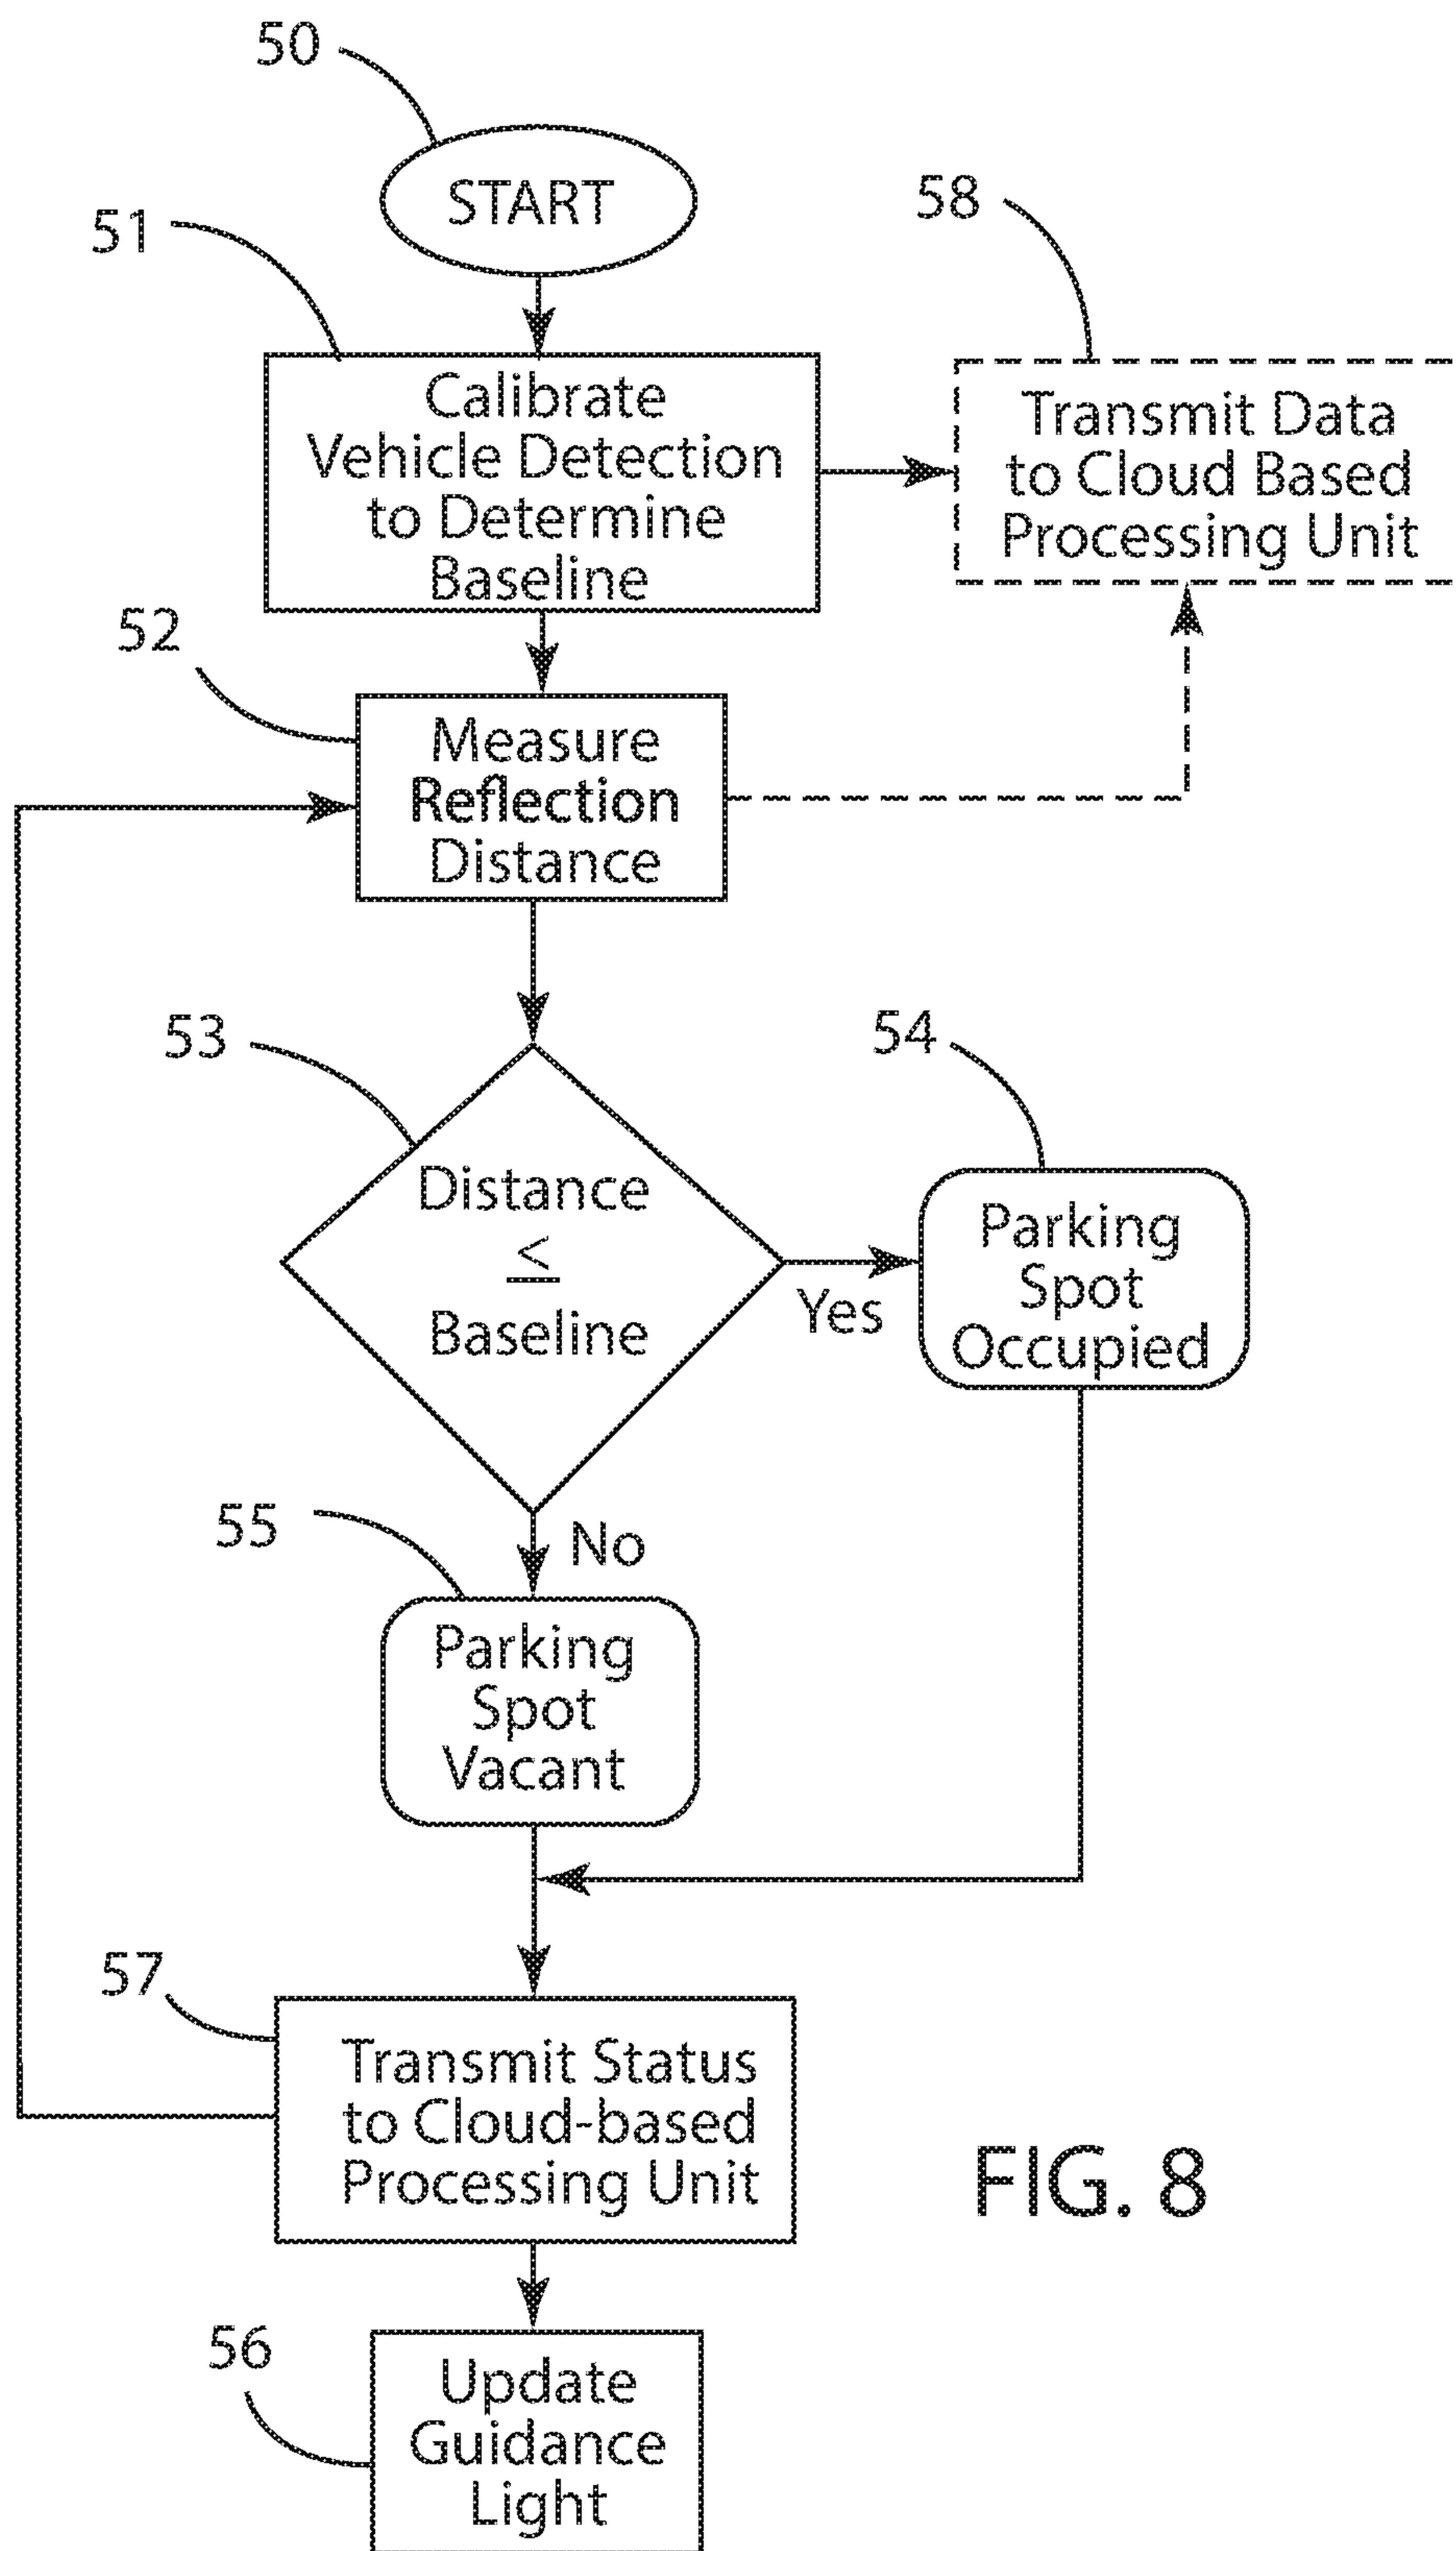 50
START
51
58
Calibrate
Vehicle Detection
to Determine
Baseline
Transmit Data
to Cloud Based
Processing Unit
52
Measure
Reflection
Distance
53
54
Distance
≤
Baseline
Yes
Parking
Spot
Occupied
55
No
Parking
Spot
Vacant
57
Transmit Status
to Cloud-based
Processing Unit
FIG. 8
56
Update
Guidance
Light